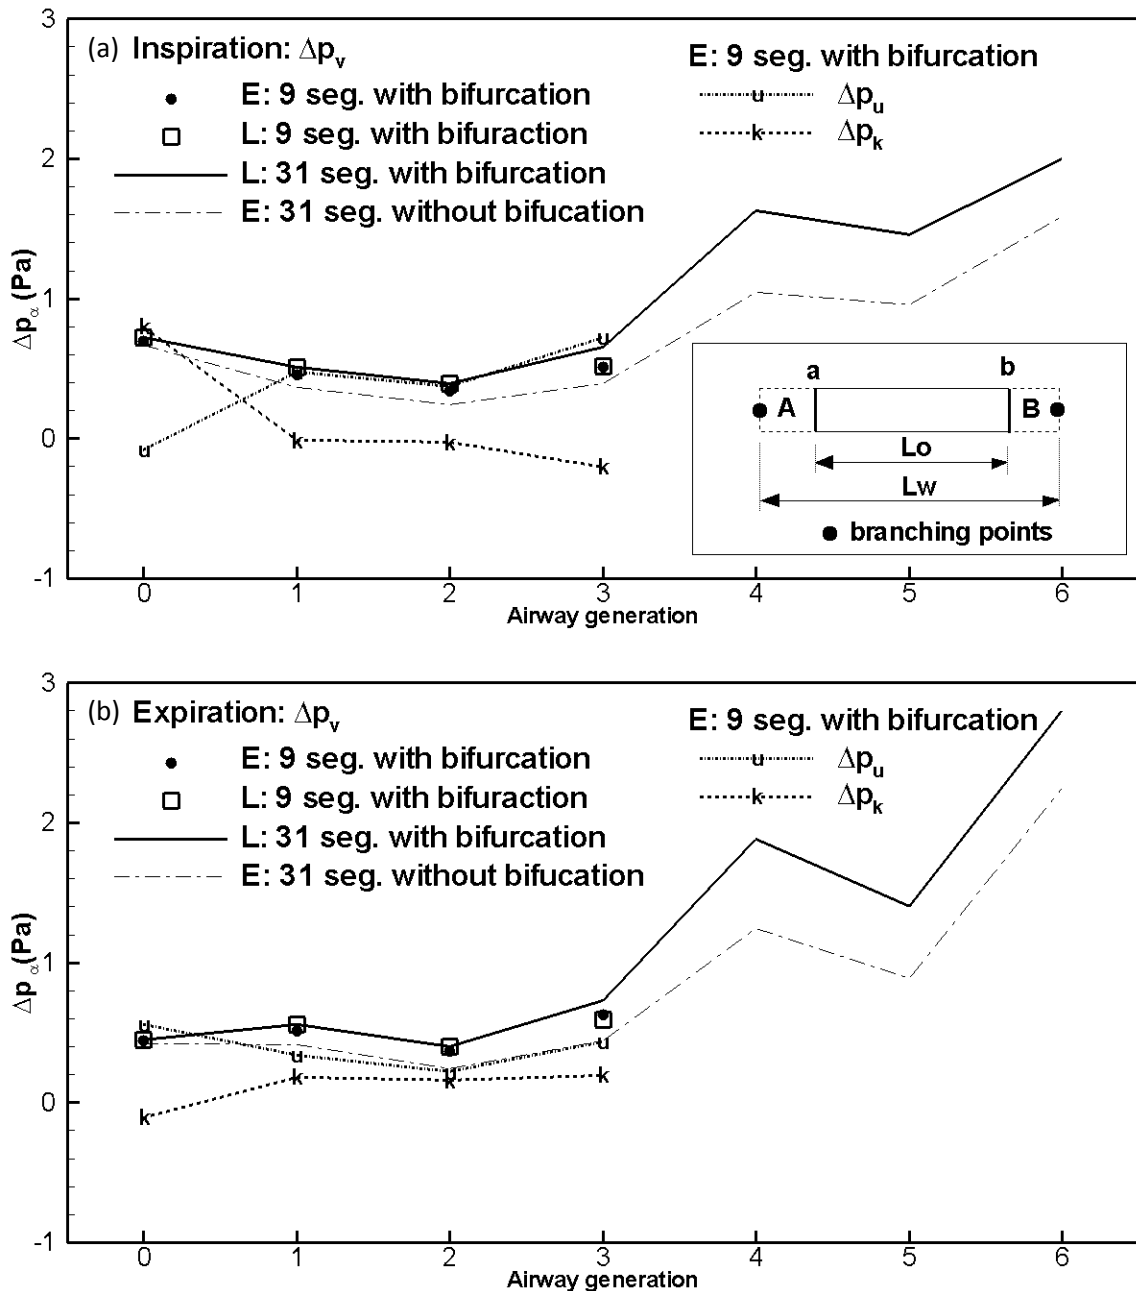 (a) Inspiration: Δpv
E: 9 seg. with bifurcation
L: 9 seg. with bifuraction
L: 31 seg. with bifurcation
E: 31 seg. without bifucation
E: 9 seg. with bifurcation
u Δpu
k Δpk
3
2
1
0
-1
Δpα (Pa)
k
u
u
k
k
u
k
a b
A B
Lo
Lw
branching points
0 1 2 3 4 5 6
Airway generation
(b) Expiration: Δpv
E: 9 seg. with bifurcation
L: 9 seg. with bifuraction
L: 31 seg. with bifurcation
E: 31 seg. without bifucation
E: 9 seg. with bifurcation
u Δpu
k Δpk
3
2
1
0
-1
Δpα (Pa)
u
k
u
k
u
k
u
k
0 1 2 3 4 5 6
Airway generation